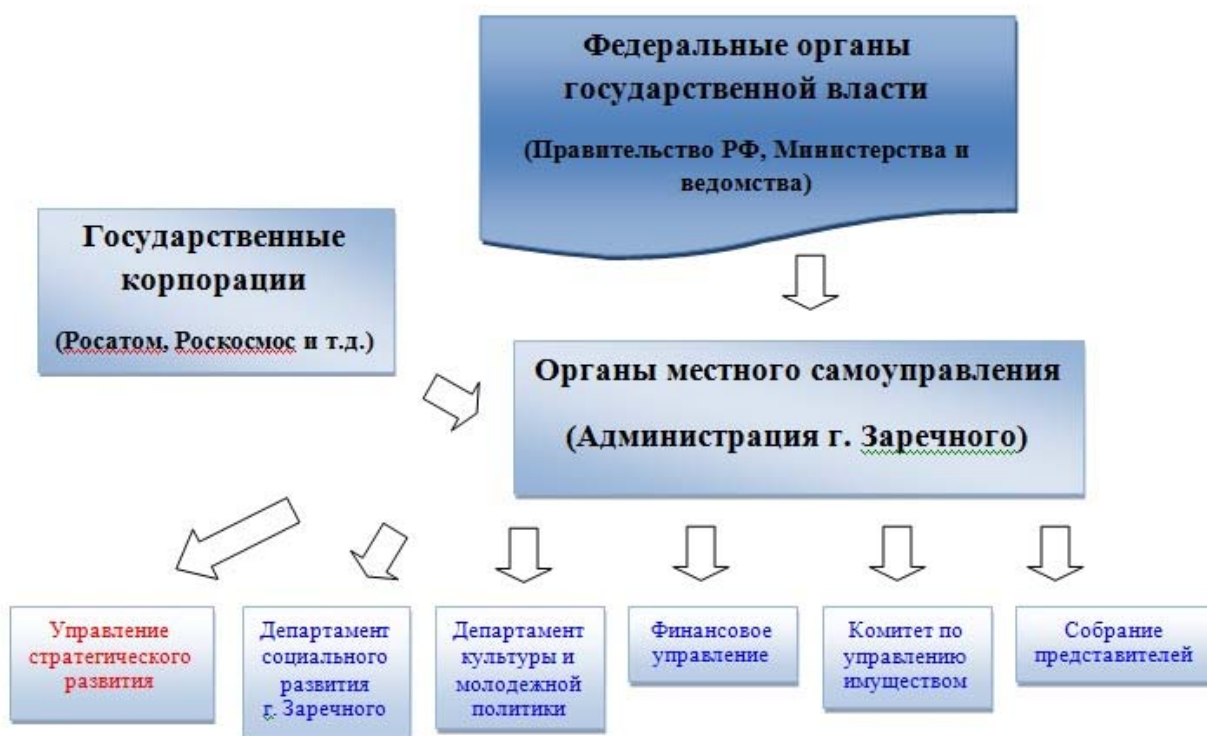 Федеральные органы
государственной власти
(Правительство РФ, Министерства и
ведомства)
Государственные
корпорации
(Росатом, Роскосмос и т.д.)
Органы местного самоуправления
(Администрация г. Заречного)
Управление
стратегического
развития
Департамент
социального
развития
г. Заречного
Департамент
культуры и
молодежной
политики
Финансовое
управление
Комитет по
управлению
имуществом
Собрание
представителей